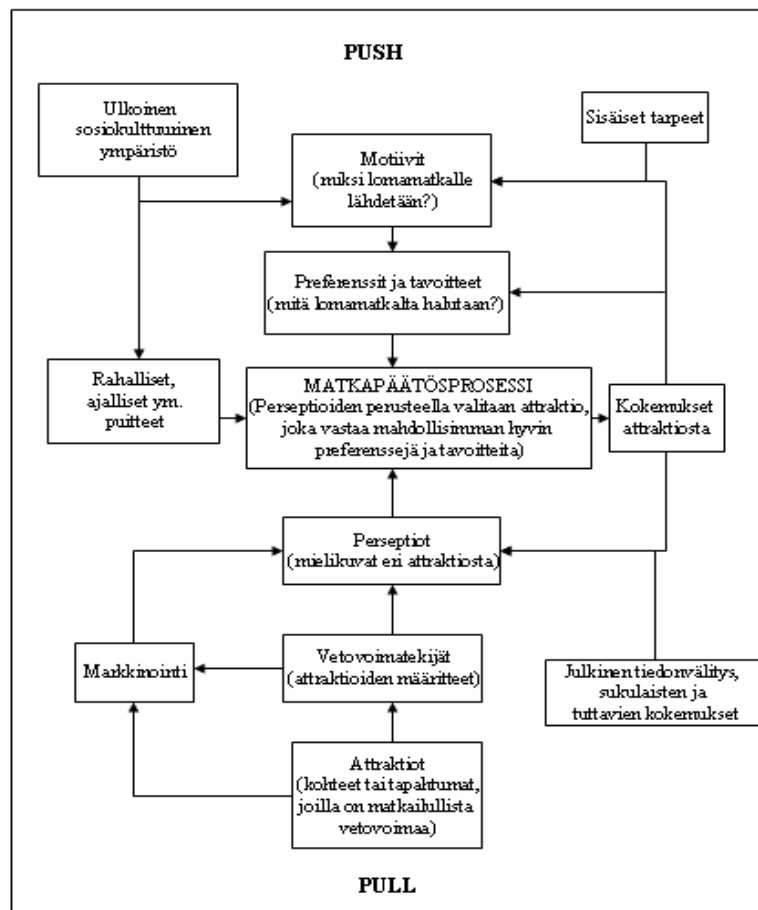 PUSH
Ulkoinen
sosiokulttuurinen
ympäristö
Sisäiset tarpeet
Motiivit
(miksi lomamatkalle
lähdetään?)
Preferenssit ja tavoitteet
(mitä lomamatkalta halutaan?)
Rahalliset,
ajalliset ym.
puitteet
MATKAPÄÄTÖSPROSESSI
(Perseptioiden perusteella valitaan attraktio,
joka vastaa mahdollisimman hyvin
preferenssejä ja tavoitteita)
Kokemukset
attraktiosta
Perseptiot
(mielikuvat eri attraktiosta)
Markkinointi
Vetovoimatekijät
(attraktioiden määritteet)
Julkinen tiedonvälitys,
sukulaisten ja
tuttavien kokemukset
Attraktiot
(kohteet tai tapahtumat,
joilla on matkailullista
vetovoimaa)
PULL